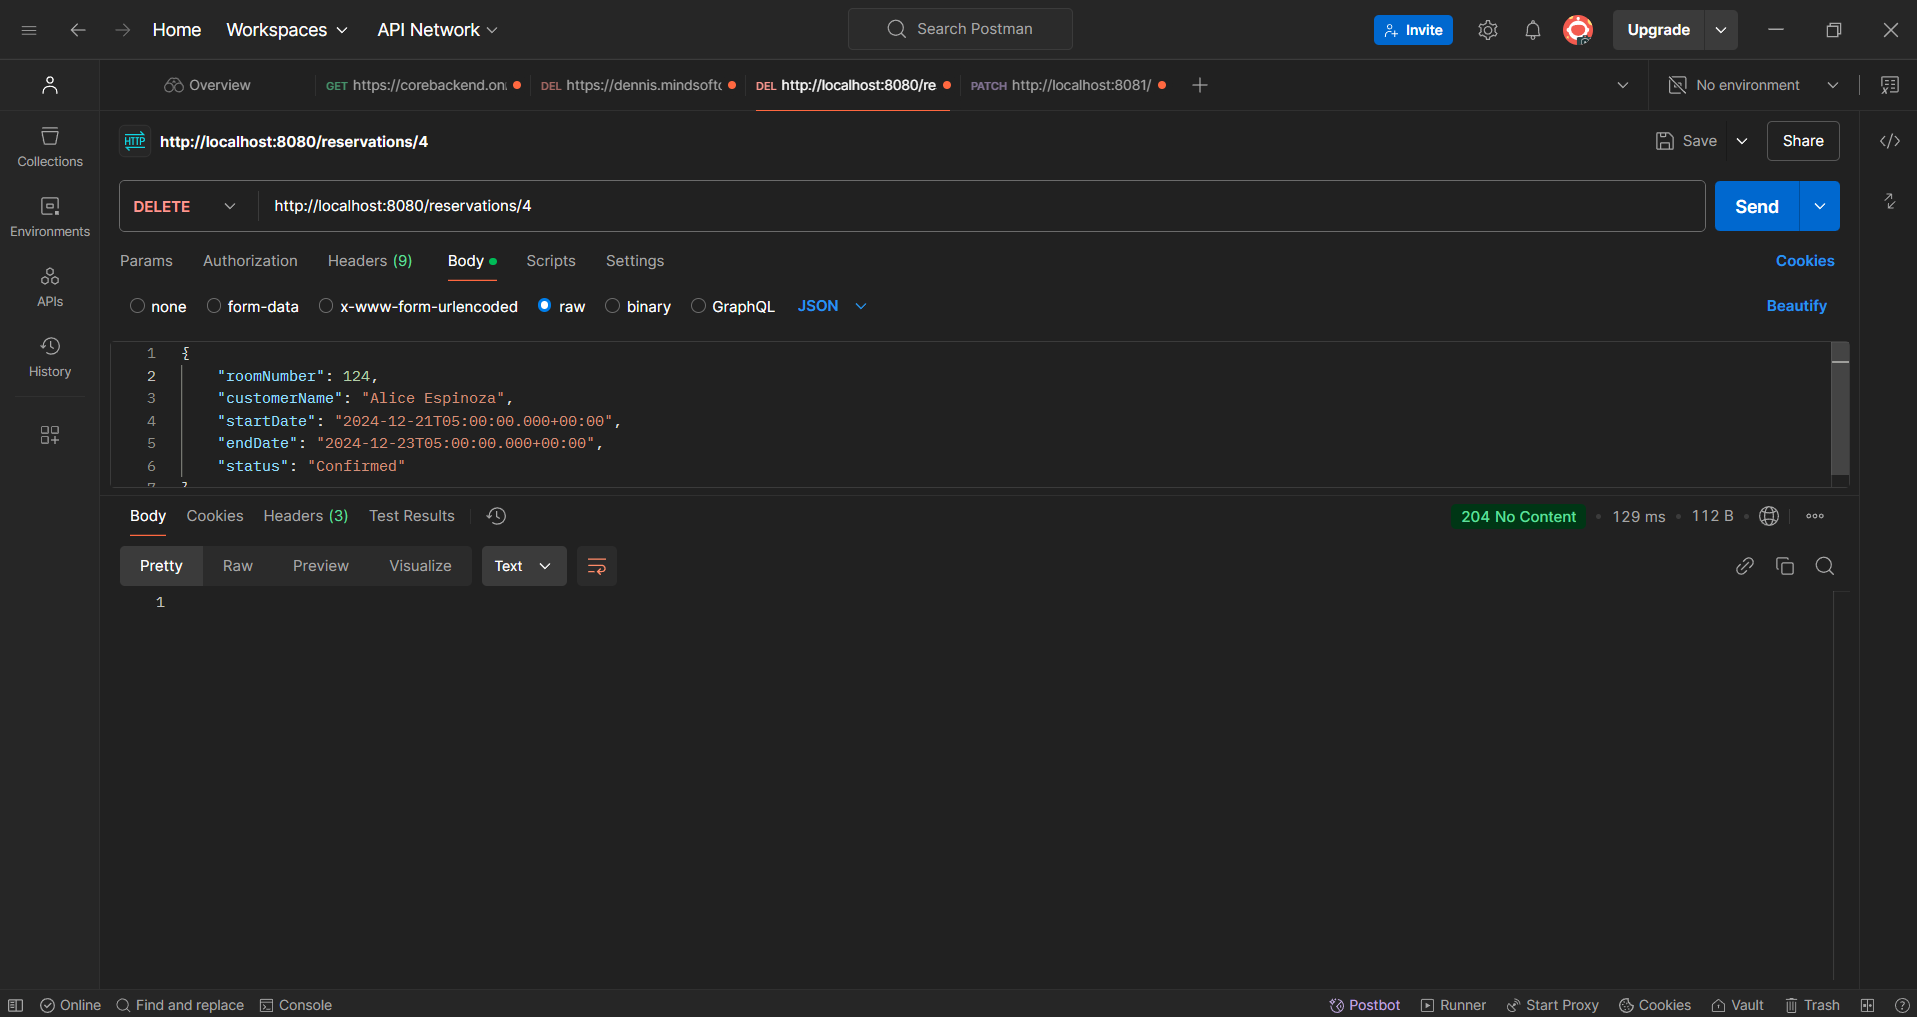 Home Workspaces API Network Search Postman Invite Upgrade
Overview GET https://corebackend.on DEL https://dennis.mindsoft DEL http://localhost:8080/re PATCH http://localhost:8081/ No environment
HTTP http://localhost:8080/reservations/4 Save Share
DELETE http://localhost:8080/reservations/4 Send
Params Authorization Headers (9) Body Scripts Settings Cookies
none form-data x-www-form-urlencoded raw binary GraphQL JSON Beautify
1 {
2 "roomNumber": 124,
3 "customerName": "Alice Espinoza",
4 "startDate": "2024-12-21T05:00:00.000+00:00",
5 "endDate": "2024-12-23T05:00:00.000+00:00",
6 "status": "Confirmed"
7 }
Body Cookies Headers (3) Test Results 204 No Content 129 ms 112 B
Pretty Raw Preview Visualize Text
1
Collections
Environments
APIs
History
Online Find and replace Console Postbot Runner Start Proxy Cookies Vault Trash